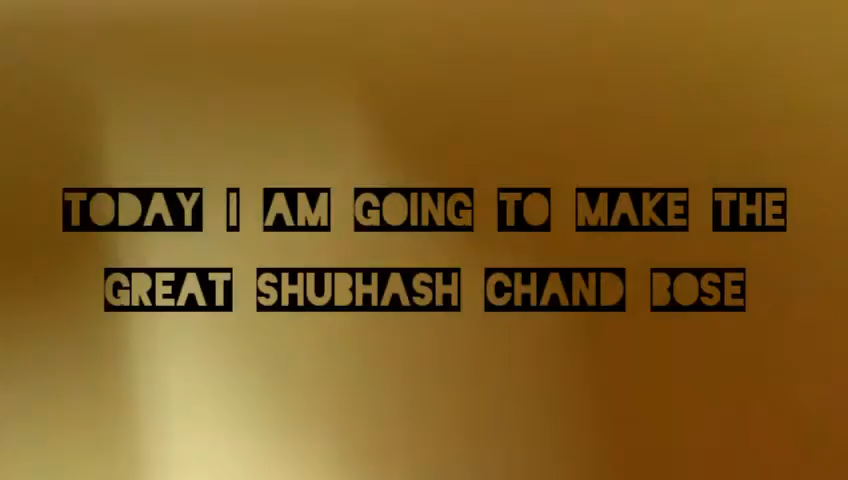 TODAY I AM GOING TO MAKE THE
GREAT SHUBHASH CHAND BOSE